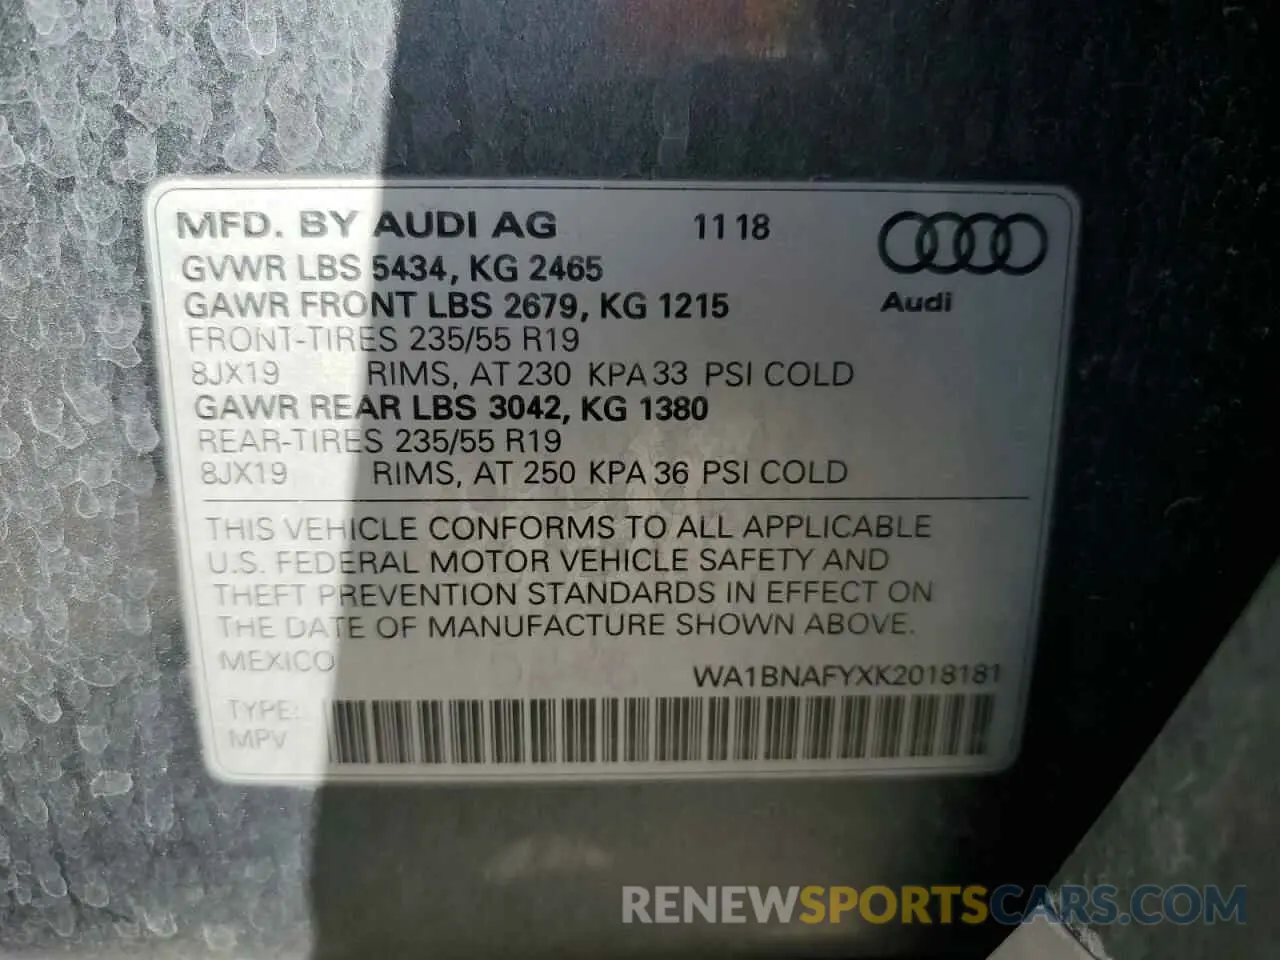 MFD. BY AUDI AG 11 18
GVWR LBS 5434, KG 2465
GAWR FRONT LBS 2679, KG 1215
Audi
FRONT-TIRES 235/55 R19
8JX19 RIMS, AT 230 KPA 33 PSI COLD
GAWR REAR LBS 3042, KG 1380
REAR-TIRES 235/55 R19
8JX19 RIMS, AT 250 KPA 36 PSI COLD
THIS VEHICLE CONFORMS TO ALL APPLICABLE
U.S. FEDERAL MOTOR VEHICLE SAFETY AND
THEFT PREVENTION STANDARDS IN EFFECT ON
THE DATE OF MANUFACTURE SHOWN ABOVE.
MEXICO WA1BNAFYXK2018181
TYPE:
MPV
RENEWSPORTSCARS.COM